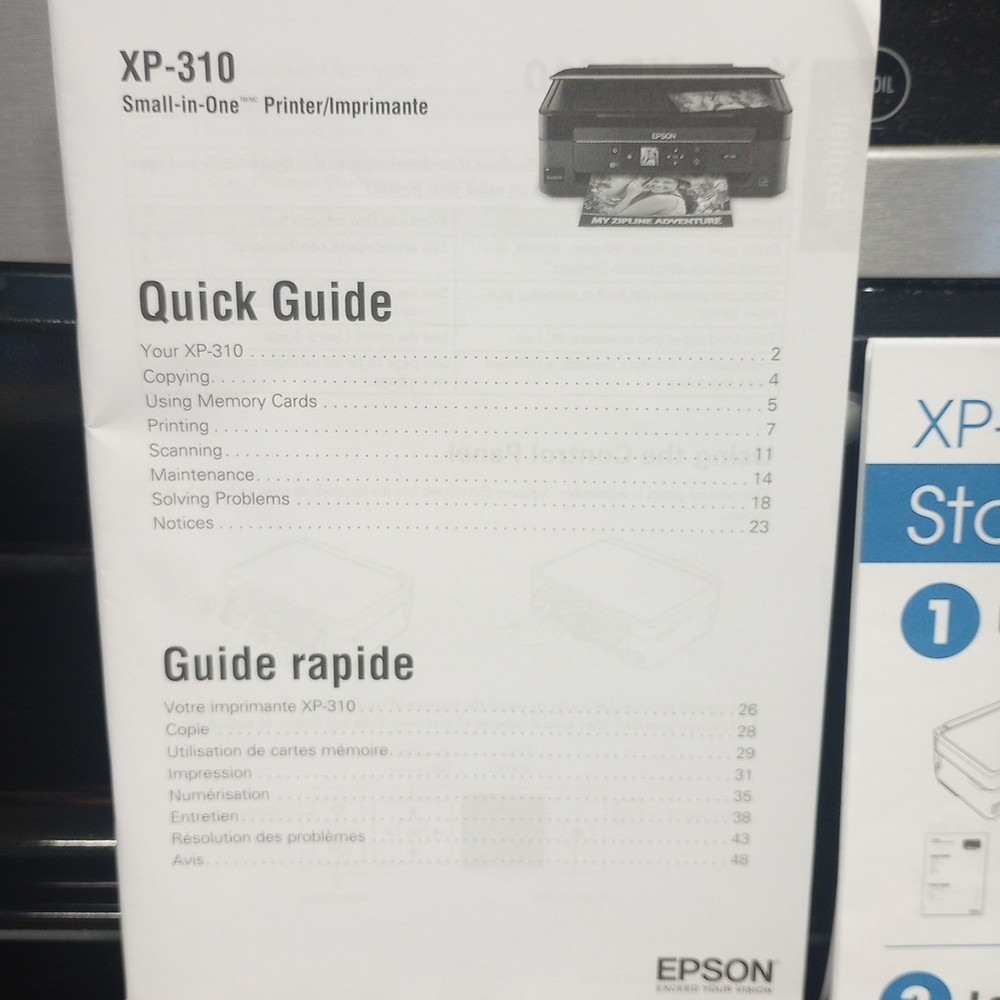 XP-310
Small-in-One™/MC Printer/Imprimante
EPSON
MY ZIPLINE ADVENTURE
Quick Guide
Your XP-310 2
Copying 4
Using Memory Cards 5
Printing 7
Scanning 11
Maintenance 14
Solving Problems 18
Notices 23
Guide rapide
Votre imprimante XP-310 26
Copie 28
Utilisation de cartes mémoire 29
Impression 31
Numérisation 35
Entretien 38
Résolution des problèmes 43
Avis 48
EPSON
EXCEED YOUR VISION
XP-
1